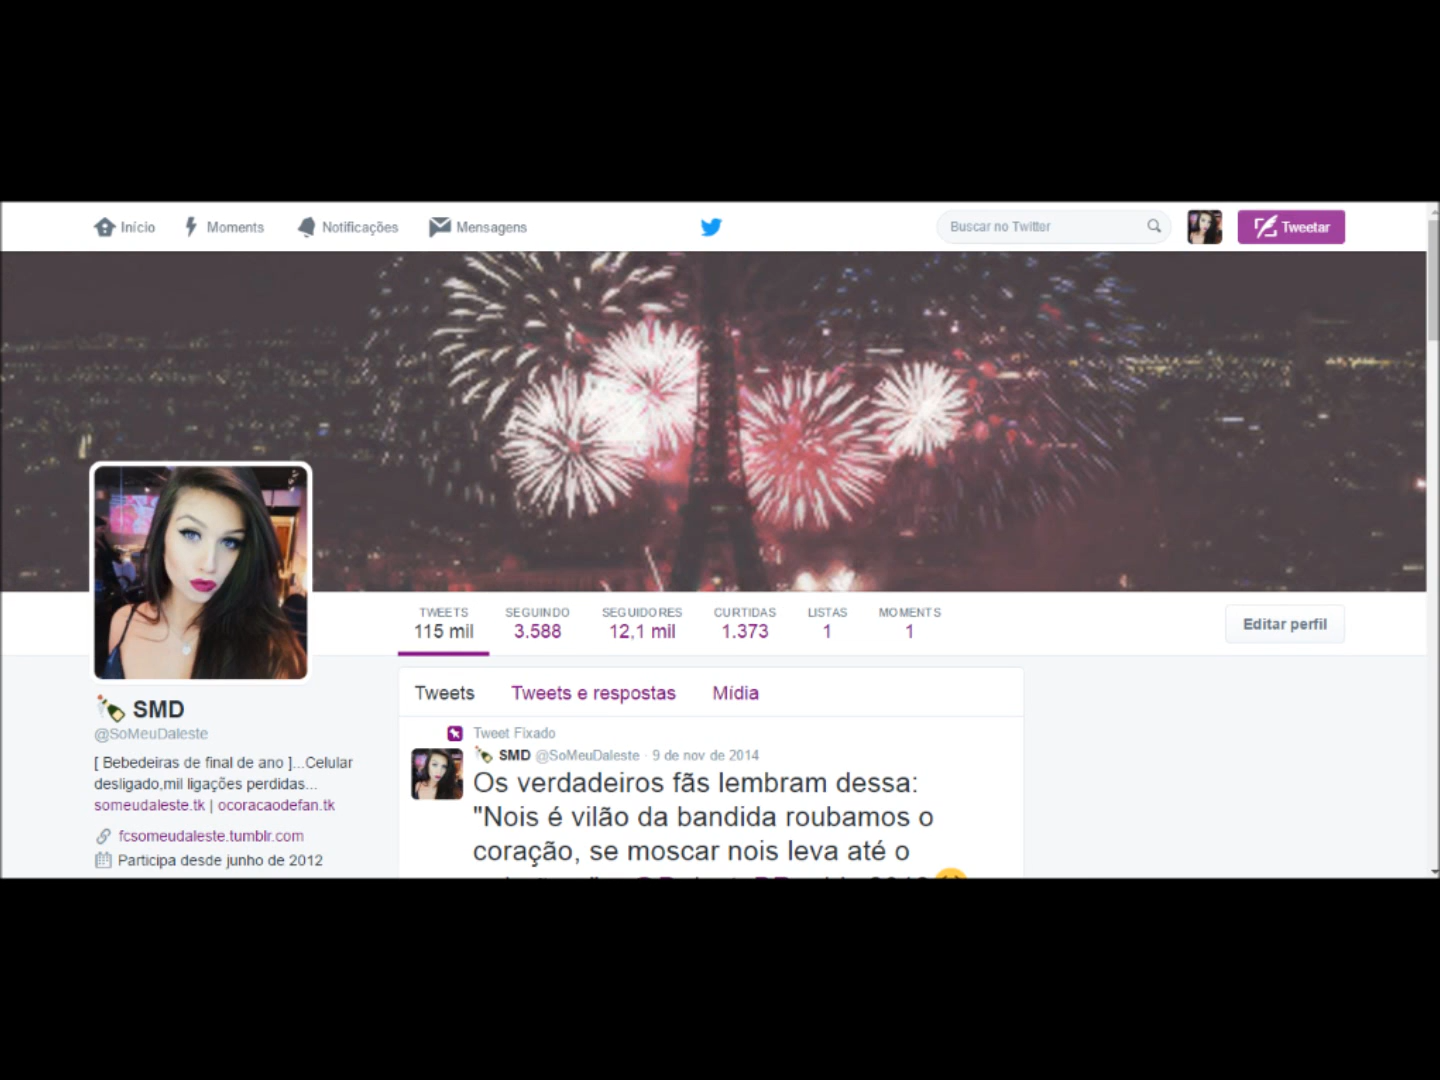 Início Moments Notificações Mensagens Buscar no Twitter Tweetar
TWEETS SEGUINDO SEGUIDORES CURTIDAS LISTAS MOMENTS
115 mil 3.588 12,1 mil 1.373 1 1
Editar perfil
SMD
@SoMeuDaleste
[ Bebedeiras de final de ano ]...Celular
desligado,mil ligações perdidas...
someudaleste.tk | ocoracaodefan.tk
fcsomeudaleste.tumblr.com
Participa desde junho de 2012
Tweets Tweets e respostas Mídia
Tweet Fixado
SMD @SoMeuDaleste · 9 de nov de 2014
Os verdadeiros fãs lembram dessa:
"Nois é vilão da bandida roubamos o
coração, se moscar nois leva até o